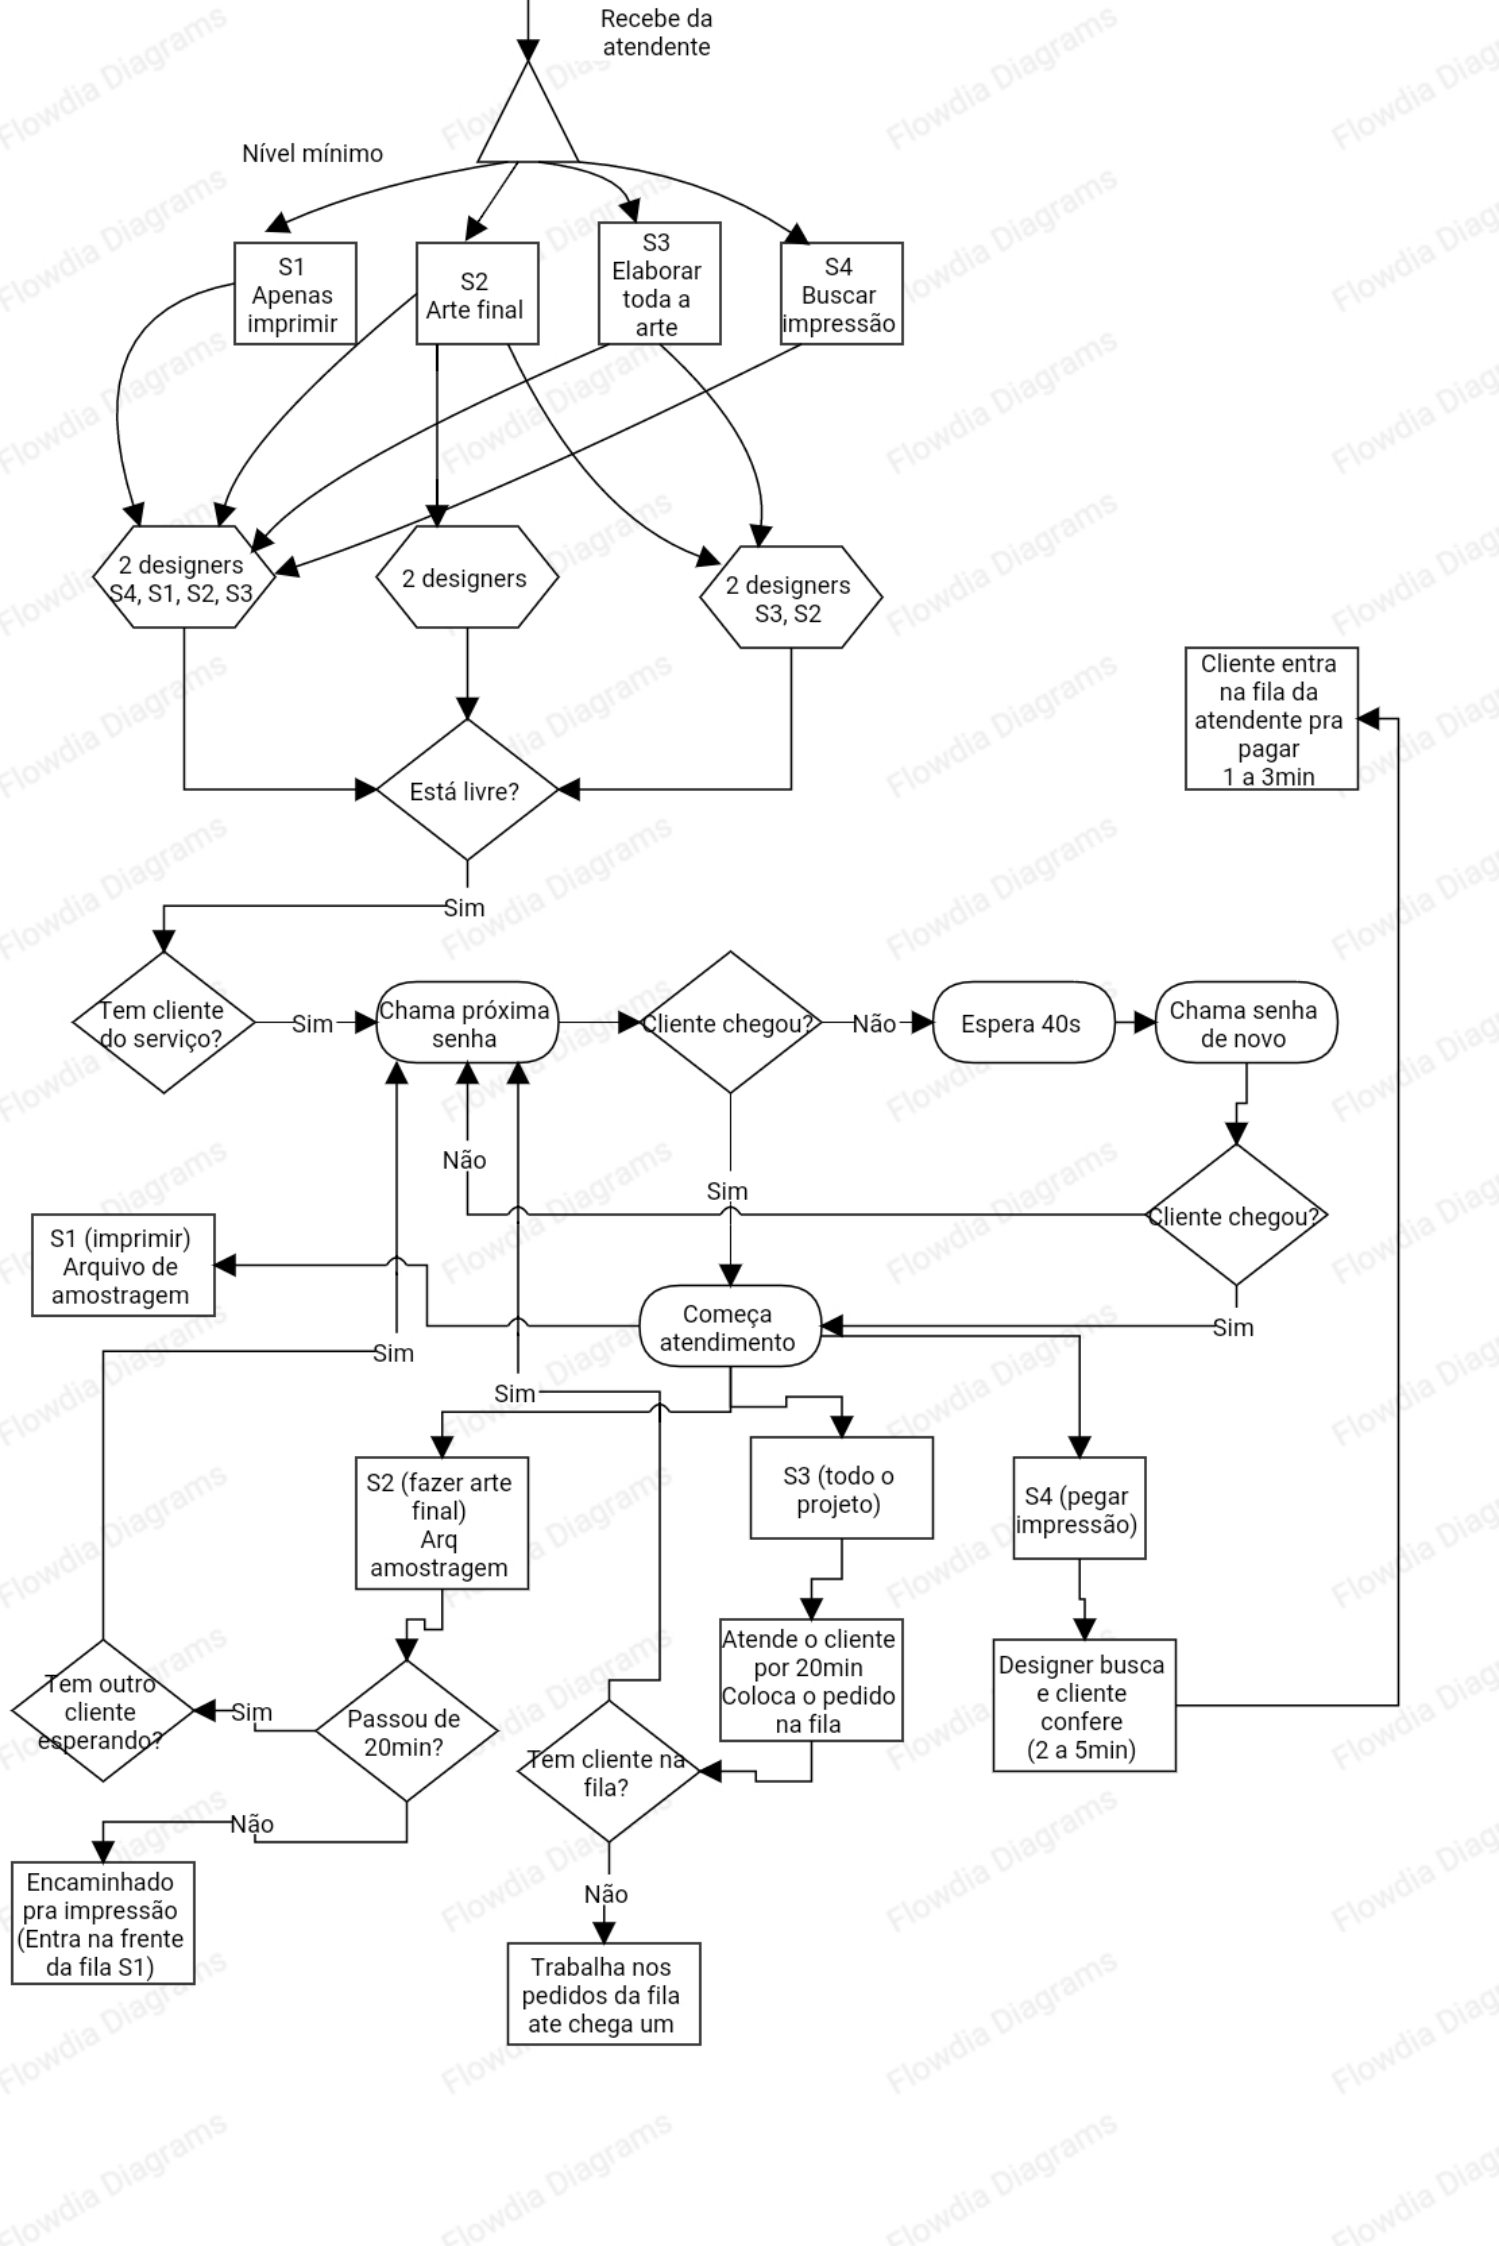 Recebe da
atendente
Nível mínimo
S1
Apenas
imprimir
S2
Arte final
S3
Elaborar
toda a
arte
S4
Buscar
impressão
2 designers
S4, S1, S2, S3
2 designers
2 designers
S3, S2
Cliente entra
na fila da
atendente pra
pagar
1 a 3min
Está livre?
Sim
Tem cliente
do serviço?
Sim
Chama próxima
senha
Cliente chegou?
Não
Espera 40s
Chama senha
de novo
Não
Sim
Cliente chegou?
S1 (imprimir)
Arquivo de
amostragem
Começa
atendimento
Sim
Sim
Sim
S2 (fazer arte
final)
Arq
amostragem
S3 (todo o
projeto)
S4 (pegar
impressão)
Atende o cliente
por 20min
Coloca o pedido
na fila
Designer busca
e cliente
confere
(2 a 5min)
Tem outro
cliente
esperando?
Sim
Passou de
20min?
Tem cliente na
fila?
Não
Encaminhado
pra impressão
(Entra na frente
da fila S1)
Não
Trabalha nos
pedidos da fila
ate chega um
Flowdia Diagrams